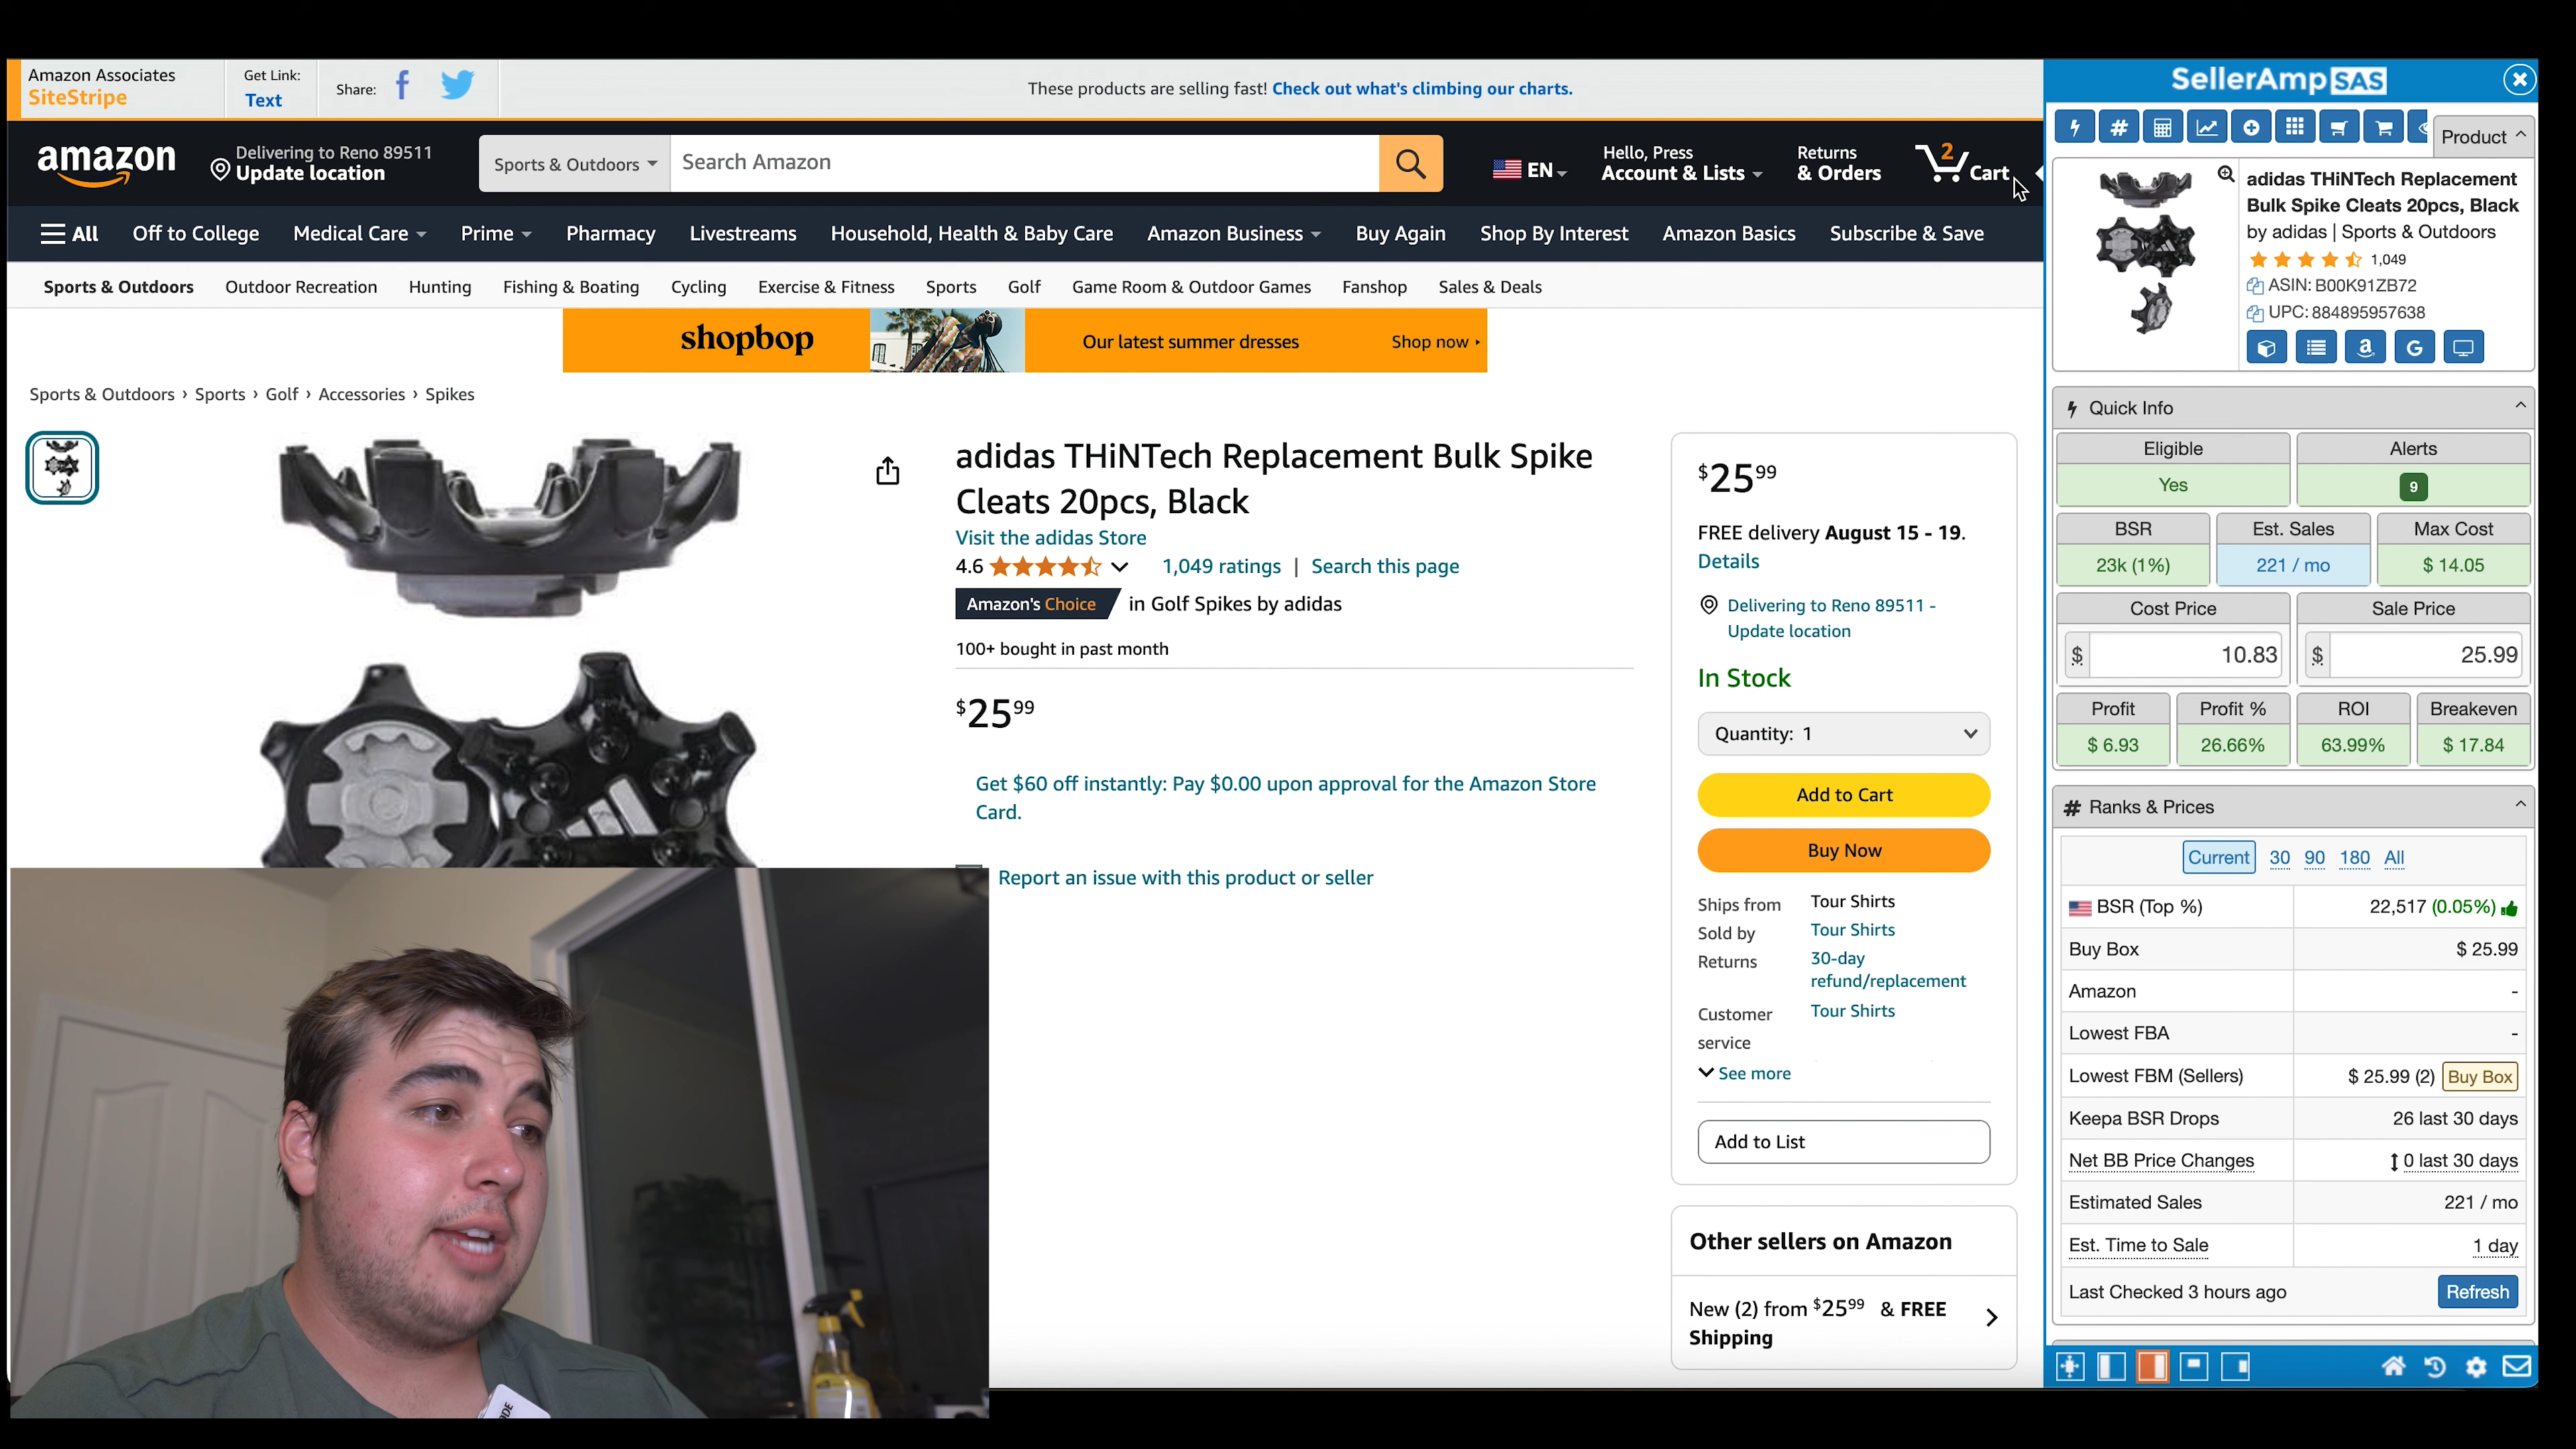 Amazon Associates
SiteStripe
Get Link:
Text
Share:
These products are selling fast! Check out what's climbing our charts.
amazon
Delivering to Reno 89511
Update location
Sports & Outdoors
Search Amazon
EN
Hello, Press
Account & Lists
Returns
& Orders
2
Cart
All
Off to College
Medical Care
Prime
Pharmacy
Livestreams
Household, Health & Baby Care
Amazon Business
Buy Again
Shop By Interest
Amazon Basics
Subscribe & Save
Sports & Outdoors
Outdoor Recreation
Hunting
Fishing & Boating
Cycling
Exercise & Fitness
Sports
Golf
Game Room & Outdoor Games
Fanshop
Sales & Deals
shopbop
Our latest summer dresses
Shop now
Sports & Outdoors › Sports › Golf › Accessories › Spikes
adidas THiNTech Replacement Bulk Spike
Cleats 20pcs, Black
Visit the adidas Store
4.6
1,049 ratings | Search this page
Amazon's Choice in Golf Spikes by adidas
100+ bought in past month
$25 99
Get $60 off instantly: Pay $0.00 upon approval for the Amazon Store
Card.
Report an issue with this product or seller
$25 99
FREE delivery August 15 - 19.
Details
Delivering to Reno 89511 -
Update location
In Stock
Quantity: 1
Add to Cart
Buy Now
Ships from Tour Shirts
Sold by Tour Shirts
Returns 30-day
refund/replacement
Customer Tour Shirts
service
See more
Add to List
Other sellers on Amazon
New (2) from $25 99 & FREE
Shipping
SellerAmp SAS
Product
adidas THiNTech Replacement
Bulk Spike Cleats 20pcs, Black
by adidas | Sports & Outdoors
1,049
ASIN: B00K91ZB72
UPC: 884895957638
Quick Info
Eligible
Alerts
Yes
9
BSR
Est. Sales
Max Cost
23k (1%)
221 / mo
$ 14.05
Cost Price
Sale Price
$ 10.83
$ 25.99
Profit
Profit %
ROI
Breakeven
$ 6.93
26.66%
63.99%
$ 17.84
# Ranks & Prices
Current 30 90 180 All
BSR (Top %) 22,517 (0.05%)
Buy Box $ 25.99
Amazon -
Lowest FBA -
Lowest FBM (Sellers) $ 25.99 (2) Buy Box
Keepa BSR Drops 26 last 30 days
Net BB Price Changes 0 last 30 days
Estimated Sales 221 / mo
Est. Time to Sale 1 day
Last Checked 3 hours ago Refresh